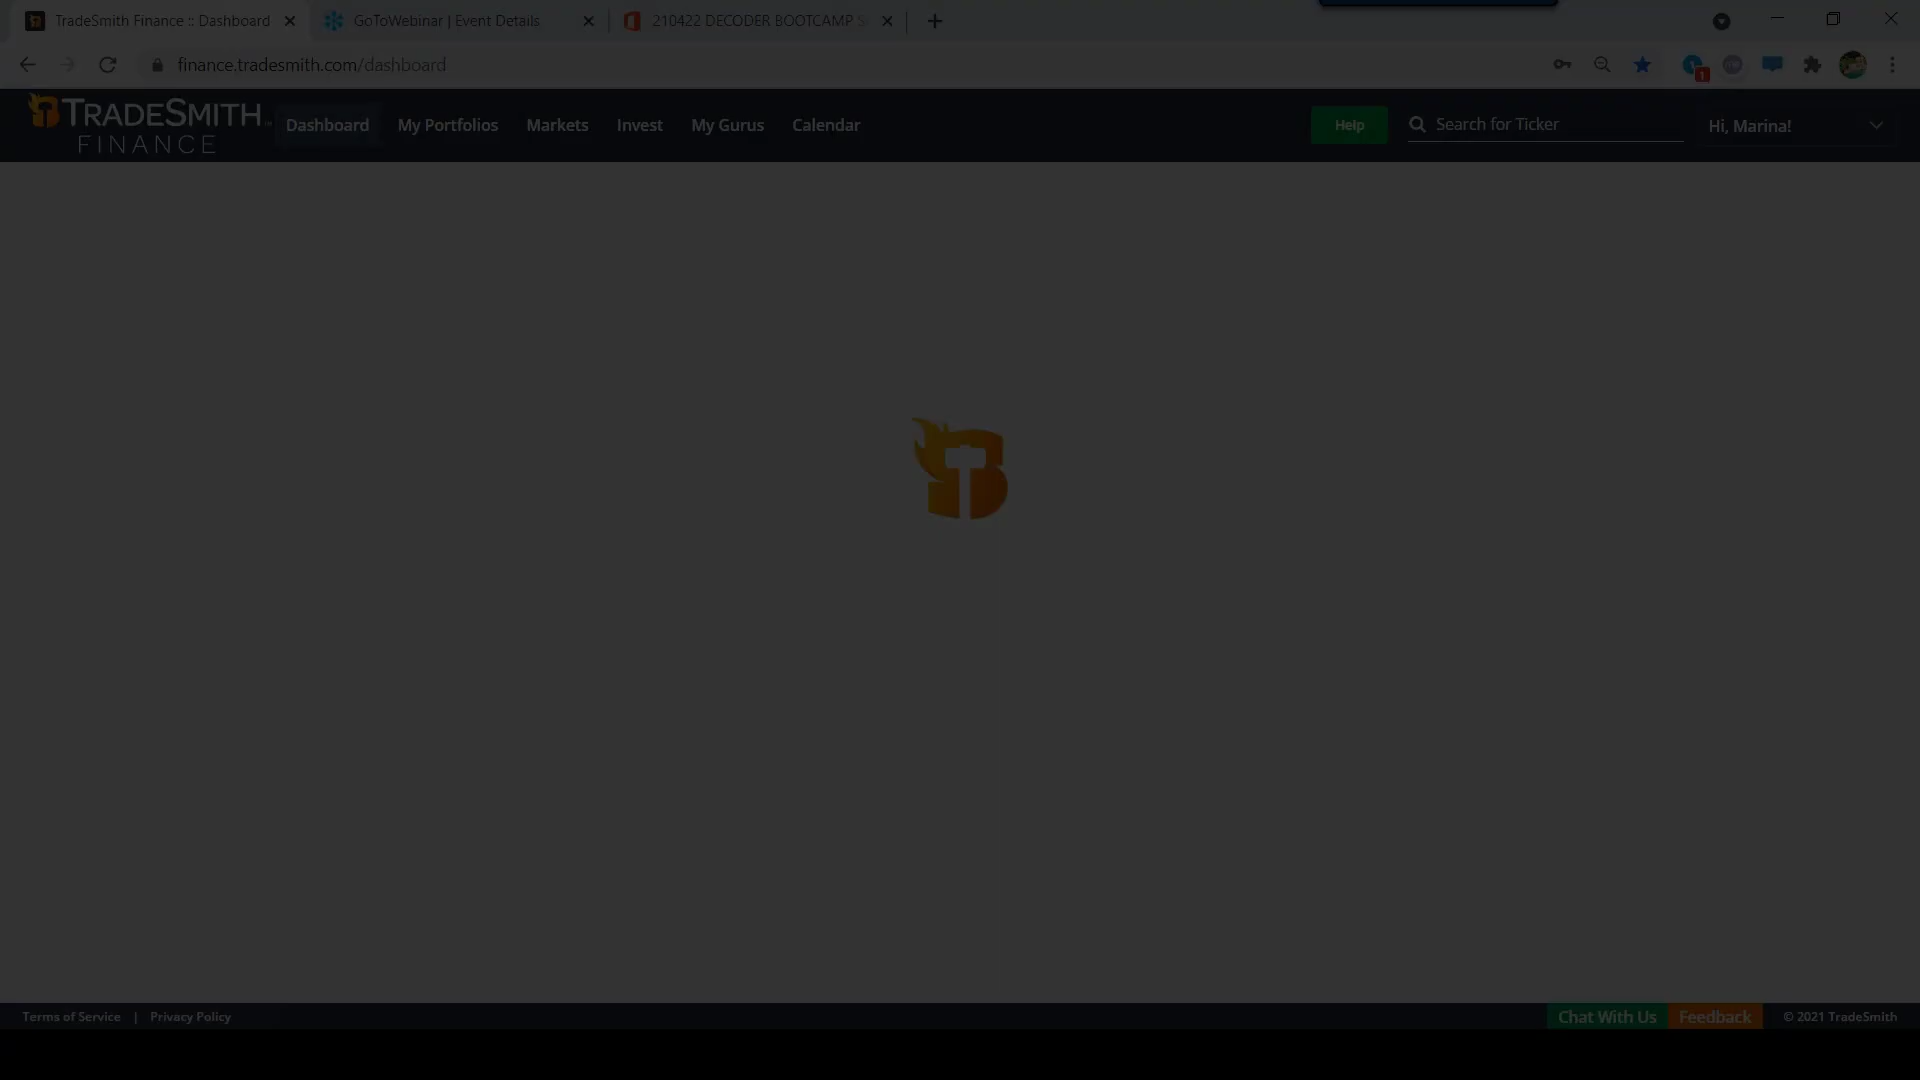 TradeSmith Finance :: Dashboard
GoToWebinar | Event Details
210422 DECODER BOOTCAMP S
finance.tradesmith.com/dashboard
1
TRADESMITH
FINANCE
Dashboard
My Portfolios
Markets
Invest
My Gurus
Calendar
Help
Search for Ticker
Hi, Marina!
Terms of Service | Privacy Policy
Chat With Us
Feedback
© 2021 TradeSmith